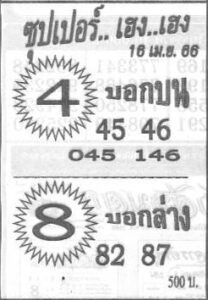 ซุปเปอร์.. เฮง..เฮง
16 เม.ย. 66
4 บอกบน
45 46
045 146
8 บอกล่าง
82 87
500 บ.